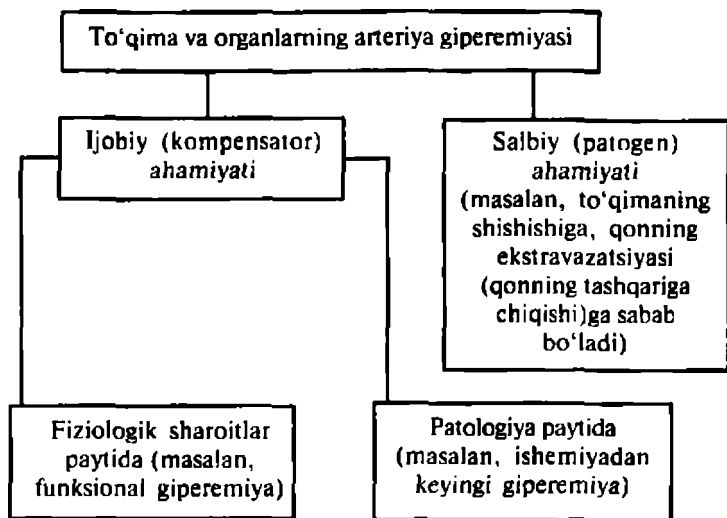 To‘qima va organlarning arteriya giperemiyasi
Ijobiy (kompensator)
ahamiyati
Salbiy (patogen)
ahamiyati
(masalan, to‘qimaning
shishishiga, qonning
ekstravazatsiyasi
(qonning tashqariga
chiqishi)ga sabab
bo‘ladi)
Fiziologik sharoitlar
paytida (masalan,
funksional giperemiya)
Patologiya paytida
(masalan, ishemiyadan
keyingi giperemiya)